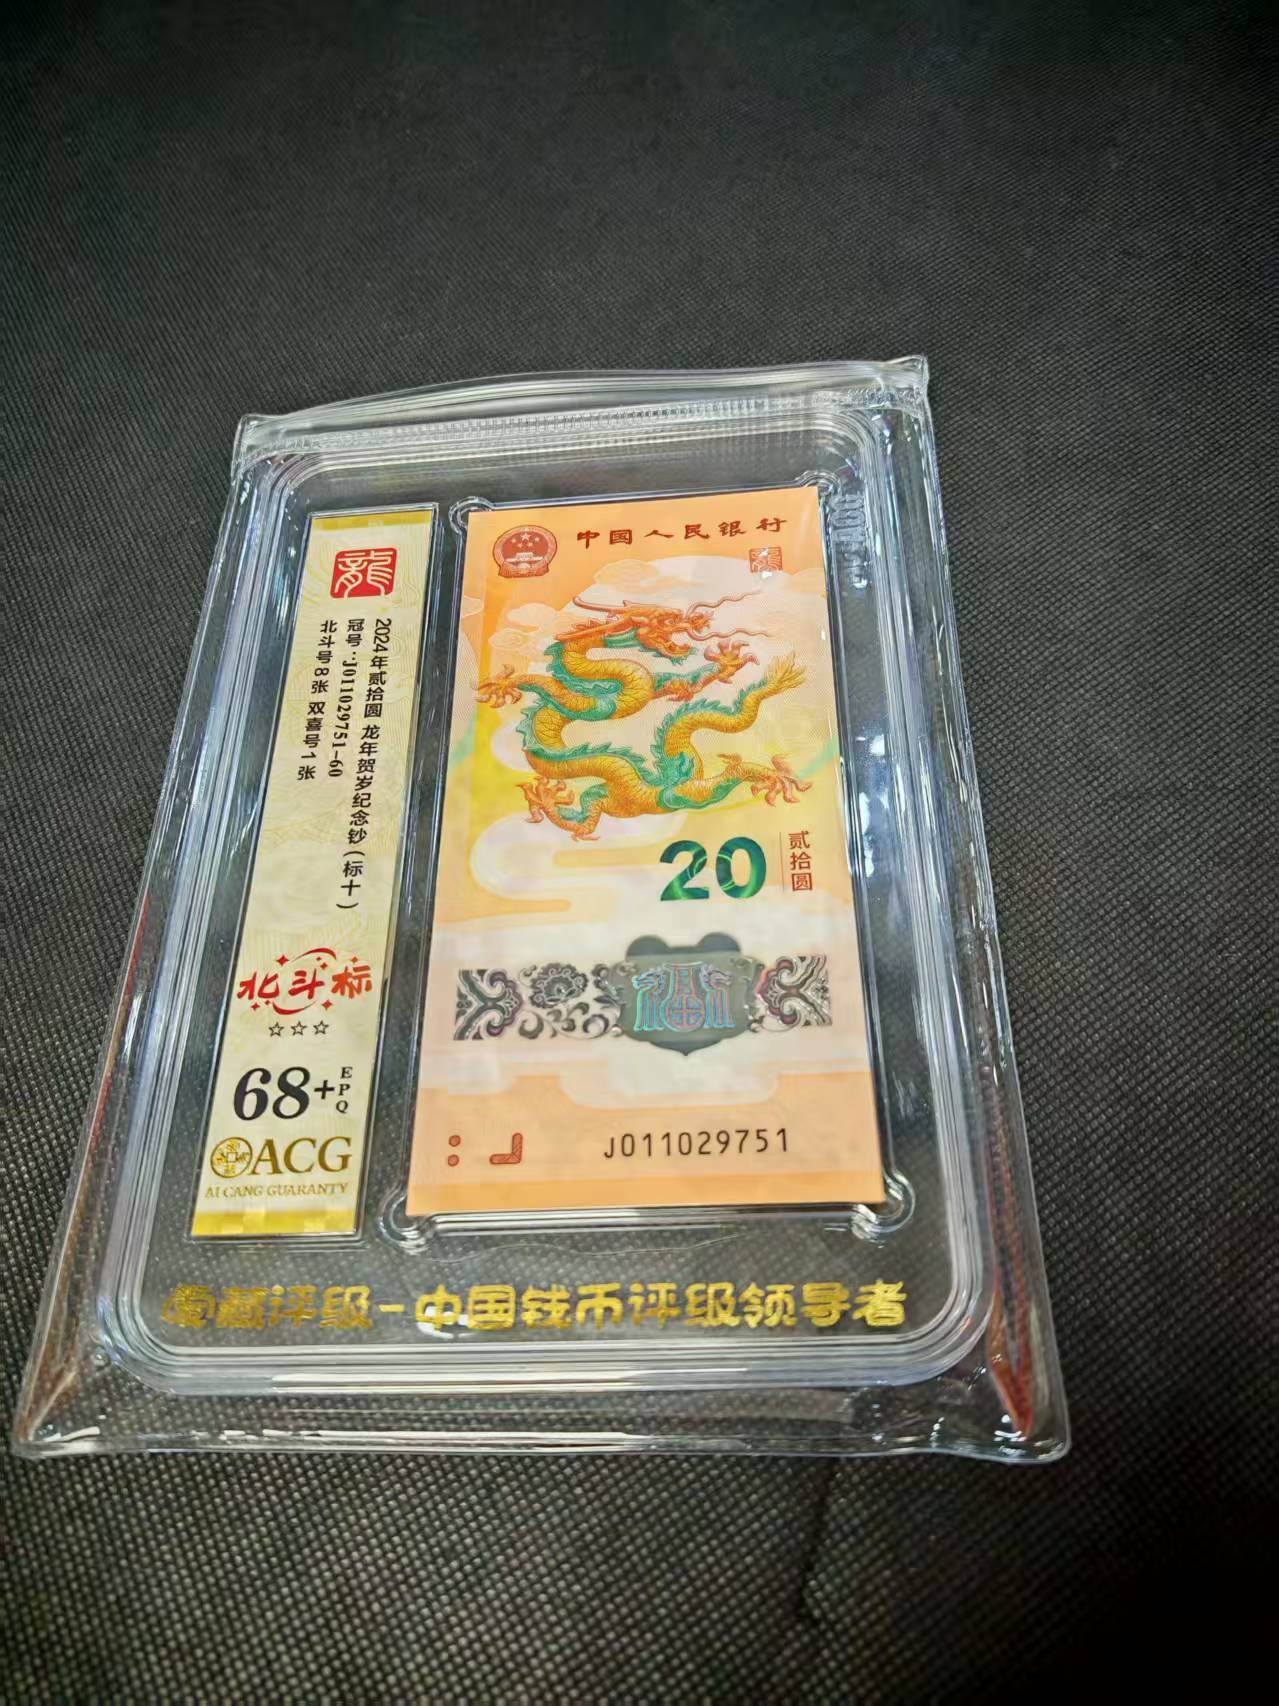 龍
2024年贰拾圆 龙年贺岁纪念钞(标十)
冠号:J011029751-60
北斗号8张 双喜号1张
北斗标
☆☆☆
68+
EPQ
ACG
AI CANG GUARANTY
中国人民银行
龍
20
贰拾圆
福
J011029751
爱藏评级-中国钱币评级领导者